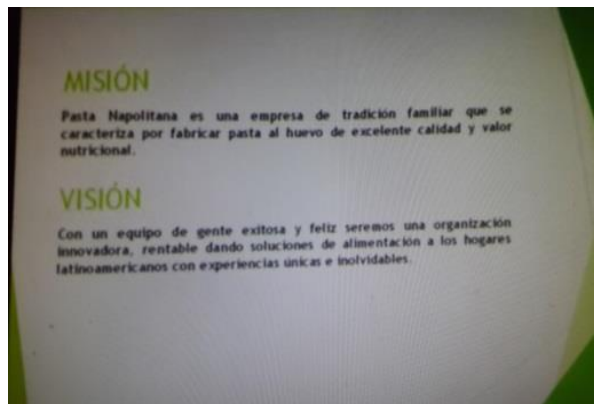 MISIÓN
Pasta Napolitana es una empresa de tradición familiar que se
caracteriza por fabricar pasta al huevo de excelente calidad y valor
nutricional.
VISIÓN
Con un equipo de gente exitosa y feliz seremos una organización
innovadora, rentable dando soluciones de alimentación a los hogares
latinoamericanos con experiencias únicas e inolvidables.